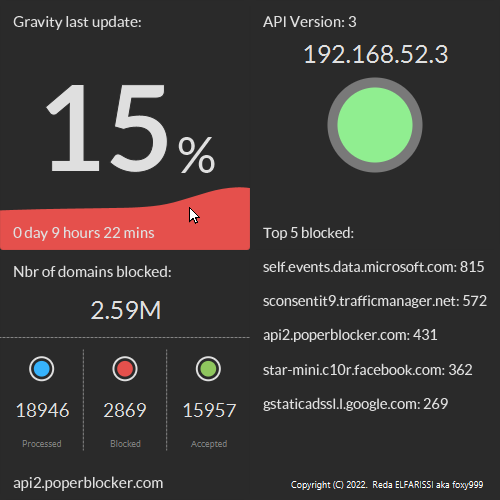 Gravity last update:
15%
0 day 9 hours 22 mins
Nbr of domains blocked:
2.59M
18946 2869 15957
Processed Blocked Accepted
api2.poperblocker.com
API Version: 3
192.168.52.3
Top 5 blocked:
self.events.data.microsoft.com: 815
sconsentit9.trafficmanager.net: 572
api2.poperblocker.com: 431
star-mini.c10r.facebook.com: 362
gstaticadssl.l.google.com: 269
Copyright (C) 2022. Reda ELFARISSI aka foxy999